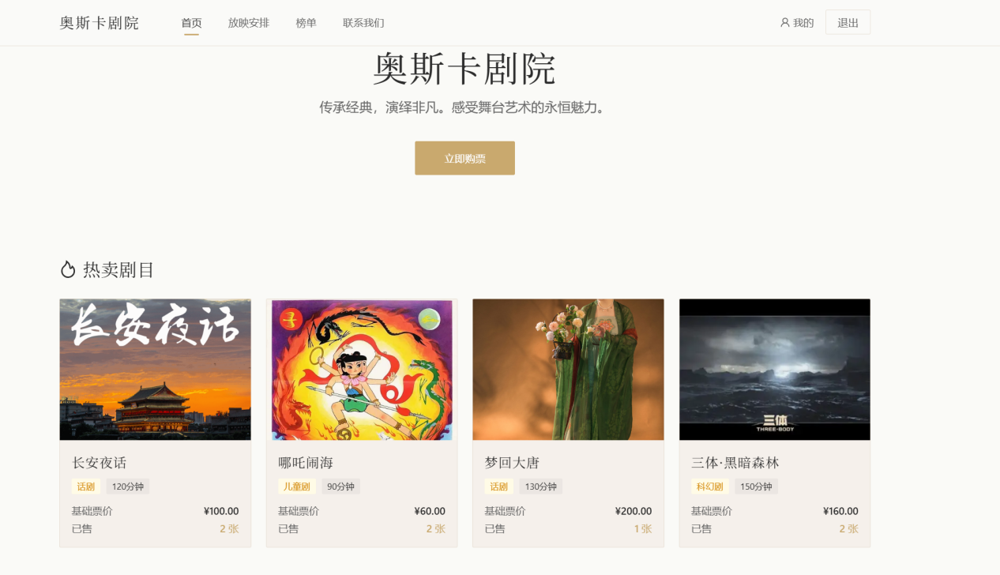 奥斯卡剧院 首页 放映安排 榜单 联系我们 我的 退出
奥斯卡剧院
传承经典，演绎非凡。感受舞台艺术的永恒魅力。
立即购票
热卖剧目
长安夜话
寻
三体
THREE-BODY
长安夜话
话剧 120分钟
基础票价 ¥100.00
已售 2 张
哪吒闹海
儿童剧 90分钟
基础票价 ¥60.00
已售 2 张
梦回大唐
话剧 130分钟
基础票价 ¥200.00
已售 1 张
三体·黑暗森林
科幻剧 150分钟
基础票价 ¥160.00
已售 2 张